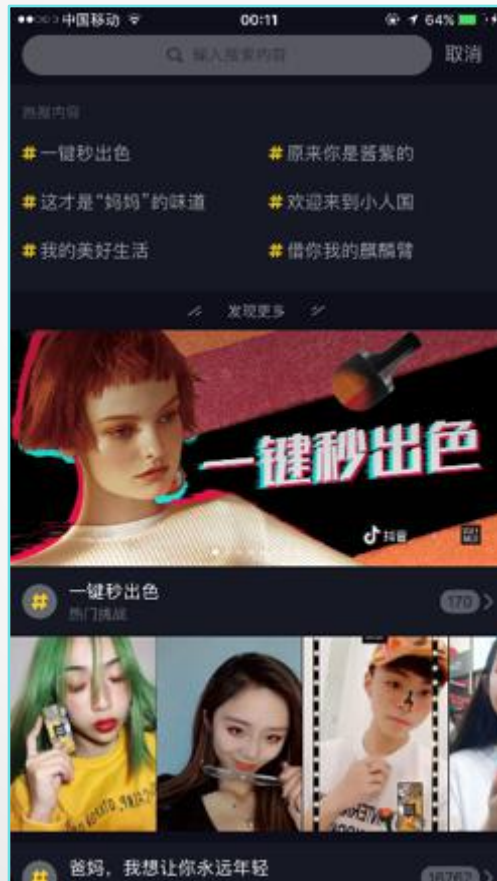 中国移动 00:11 64%
输入搜索内容 取消
热搜内容
#一键秒出色 #原来你是酱紫的
#这才是“妈妈”的味道 #欢迎来到小人国
#我的美好生活 #借你我的麒麟臂
发现更多
一键秒出色
抖音
# 一键秒出色 170
热门挑战
# 爸妈，我想让你永远年轻 16762